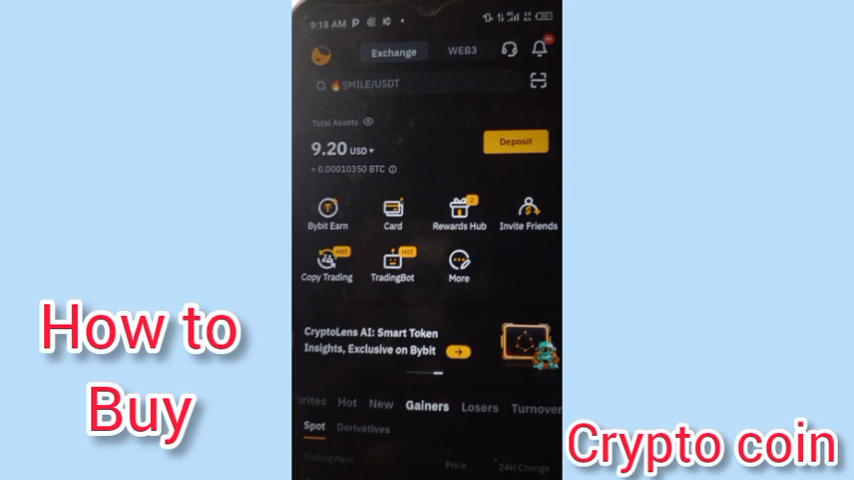 9:18 AM
Exchange
WEB3
SMILE/USDT
Total Assets
9.20 USD
Deposit
≈ 0.00010350 BTC
Bybit Earn
Card
2
Rewards Hub
Invite Friends
HOT
Copy Trading
HOT
TradingBot
More
CryptoLens AI: Smart Token
Insights, Exclusive on Bybit
orites Hot New Gainers Losers Turnover
Spot Derivatives
Trading Pairs Price 24H Change
How to
Buy
Crypto coin